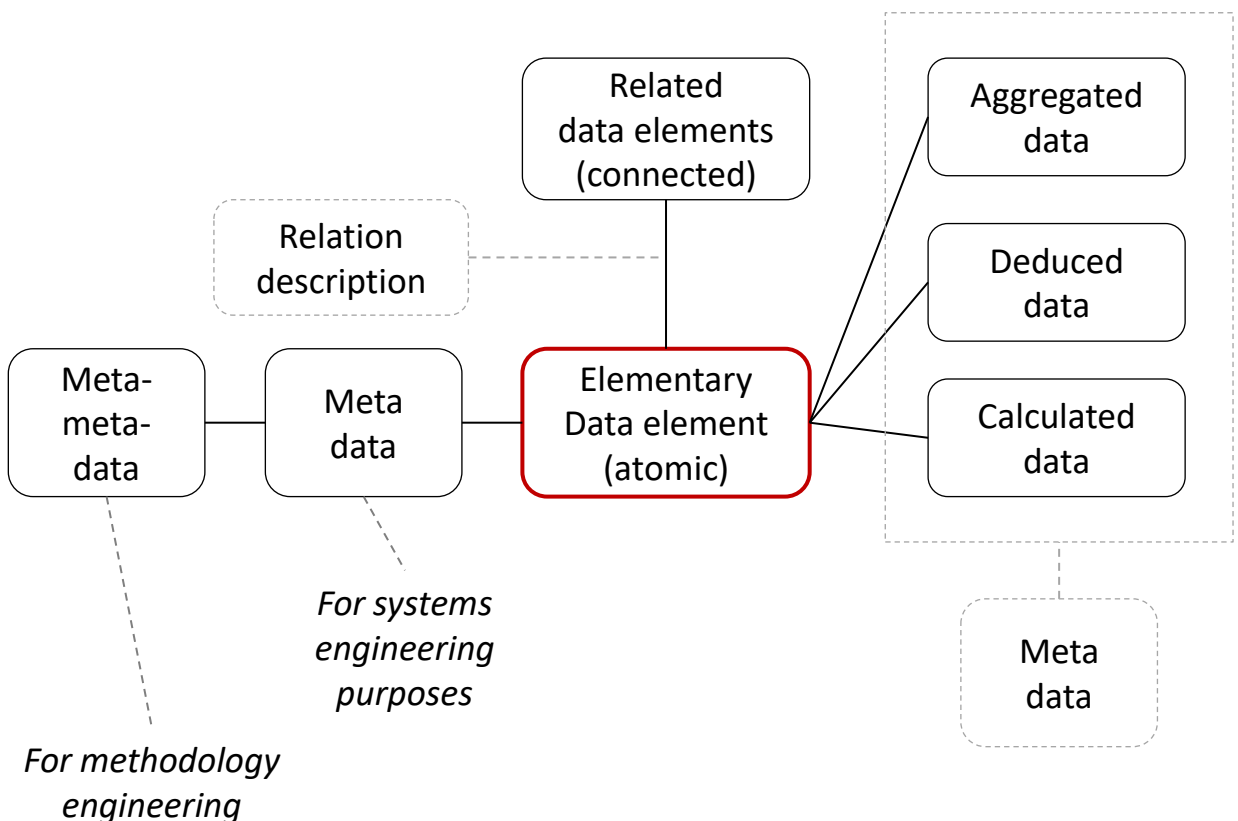 Related
data elements
(connected)
Aggregated
data
Relation
description
Deduced
data
Meta-
meta-
data
Meta
data
Elementary
Data element
(atomic)
Calculated
data
For systems
engineering
purposes
Meta
data
For methodology
engineering